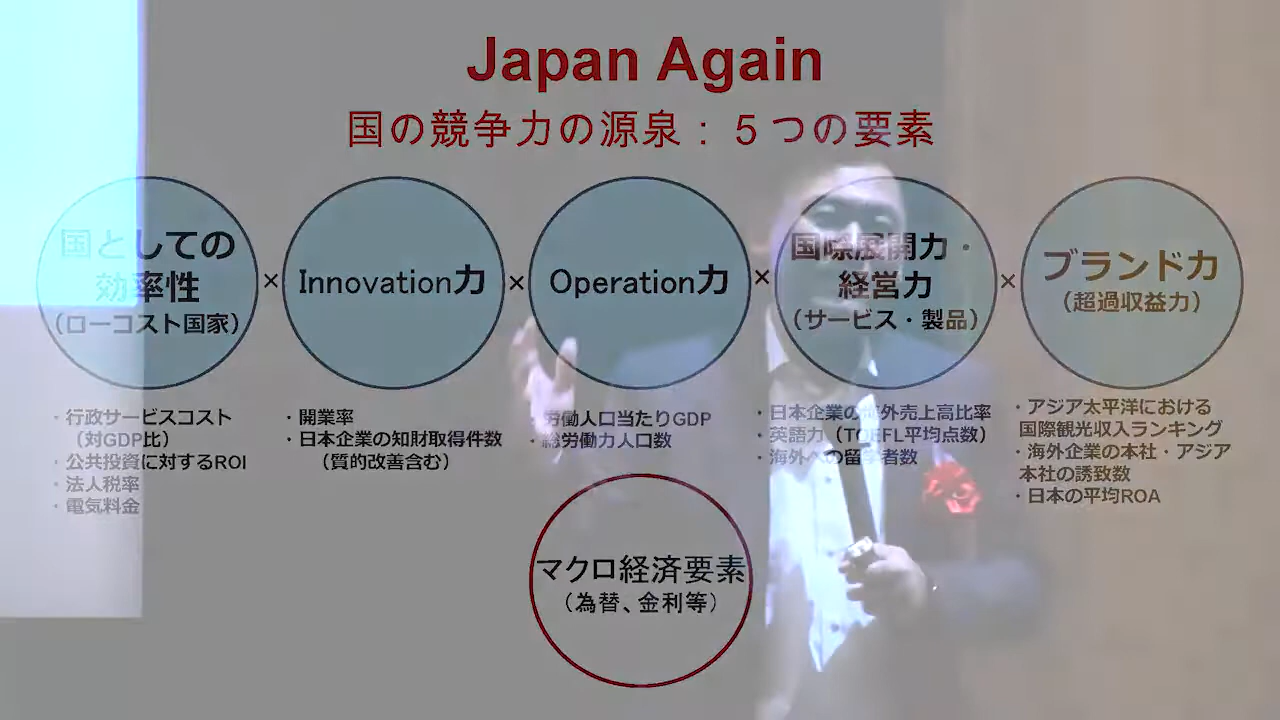 Japan Again
国の競争力の源泉：５つの要素
国としての
効率性
（ローコスト国家）
×
Innovation力
×
Operation力
×
国際展開力・
経営力
（サービス・製品）
×
ブランド力
（超過収益力）
・行政サービスコスト
（対GDP比）
・公共投資に対するROI
・法人税率
・電気料金
・開業率
・日本企業の知財取得件数
（質的改善含む）
・労働人口当たりGDP
・総労働力人口数
・日本企業の海外売上高比率
・英語力（TOEFL平均点数）
・海外への留学者数
・アジア太平洋における
国際観光収入ランキング
・海外企業の本社・アジア
本社の誘致数
・日本の平均ROA
マクロ経済要素
（為替、金利等）